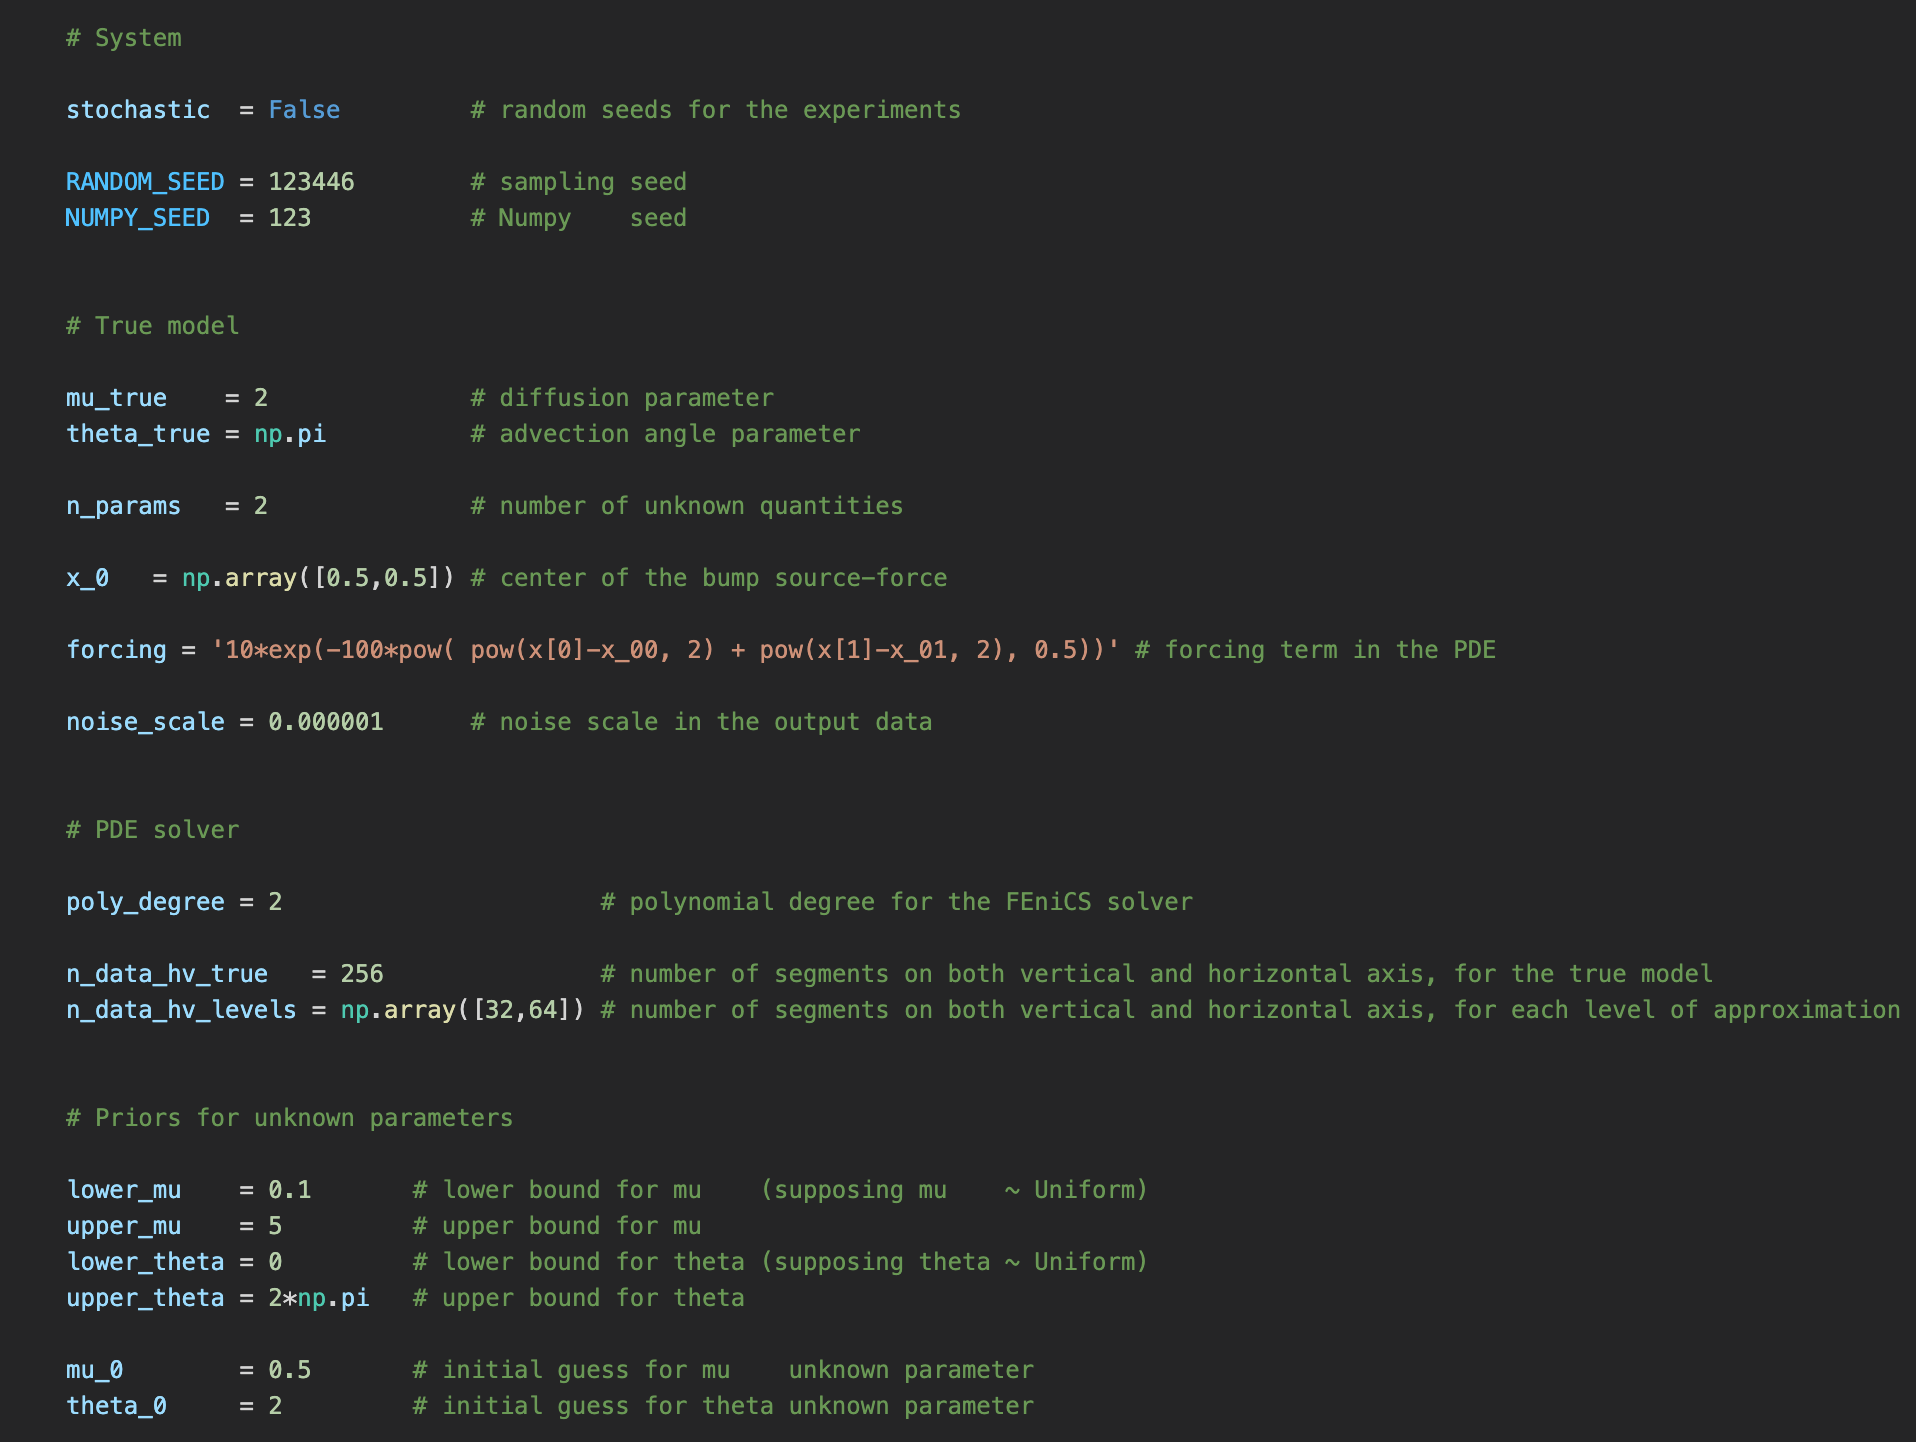 # System
stochastic  = False         # random seeds for the experiments
RANDOM_SEED = 123446        # sampling seed
NUMPY_SEED  = 123           # Numpy    seed
# True model
mu_true    = 2              # diffusion parameter
theta_true = np.pi          # advection angle parameter
n_params   = 2              # number of unknown quantities
x_0   = np.array([0.5,0.5]) # center of the bump source-force
forcing = '10*exp(-100*pow( pow(x[0]-x_00, 2) + pow(x[1]-x_01, 2), 0.5))' # forcing term in the PDE
noise_scale = 0.000001      # noise scale in the output data
# PDE solver
poly_degree = 2                      # polynomial degree for the FEniCS solver
n_data_hv_true   = 256               # number of segments on both vertical and horizontal axis, for the true model
n_data_hv_levels = np.array([32,64]) # number of segments on both vertical and horizontal axis, for each level of approximation
# Priors for unknown parameters
lower_mu    = 0.1       # lower bound for mu    (supposing mu    ~ Uniform)
upper_mu    = 5         # upper bound for mu
lower_theta = 0         # lower bound for theta (supposing theta ~ Uniform)
upper_theta = 2*np.pi   # upper bound for theta
mu_0        = 0.5       # initial guess for mu    unknown parameter
theta_0     = 2         # initial guess for theta unknown parameter